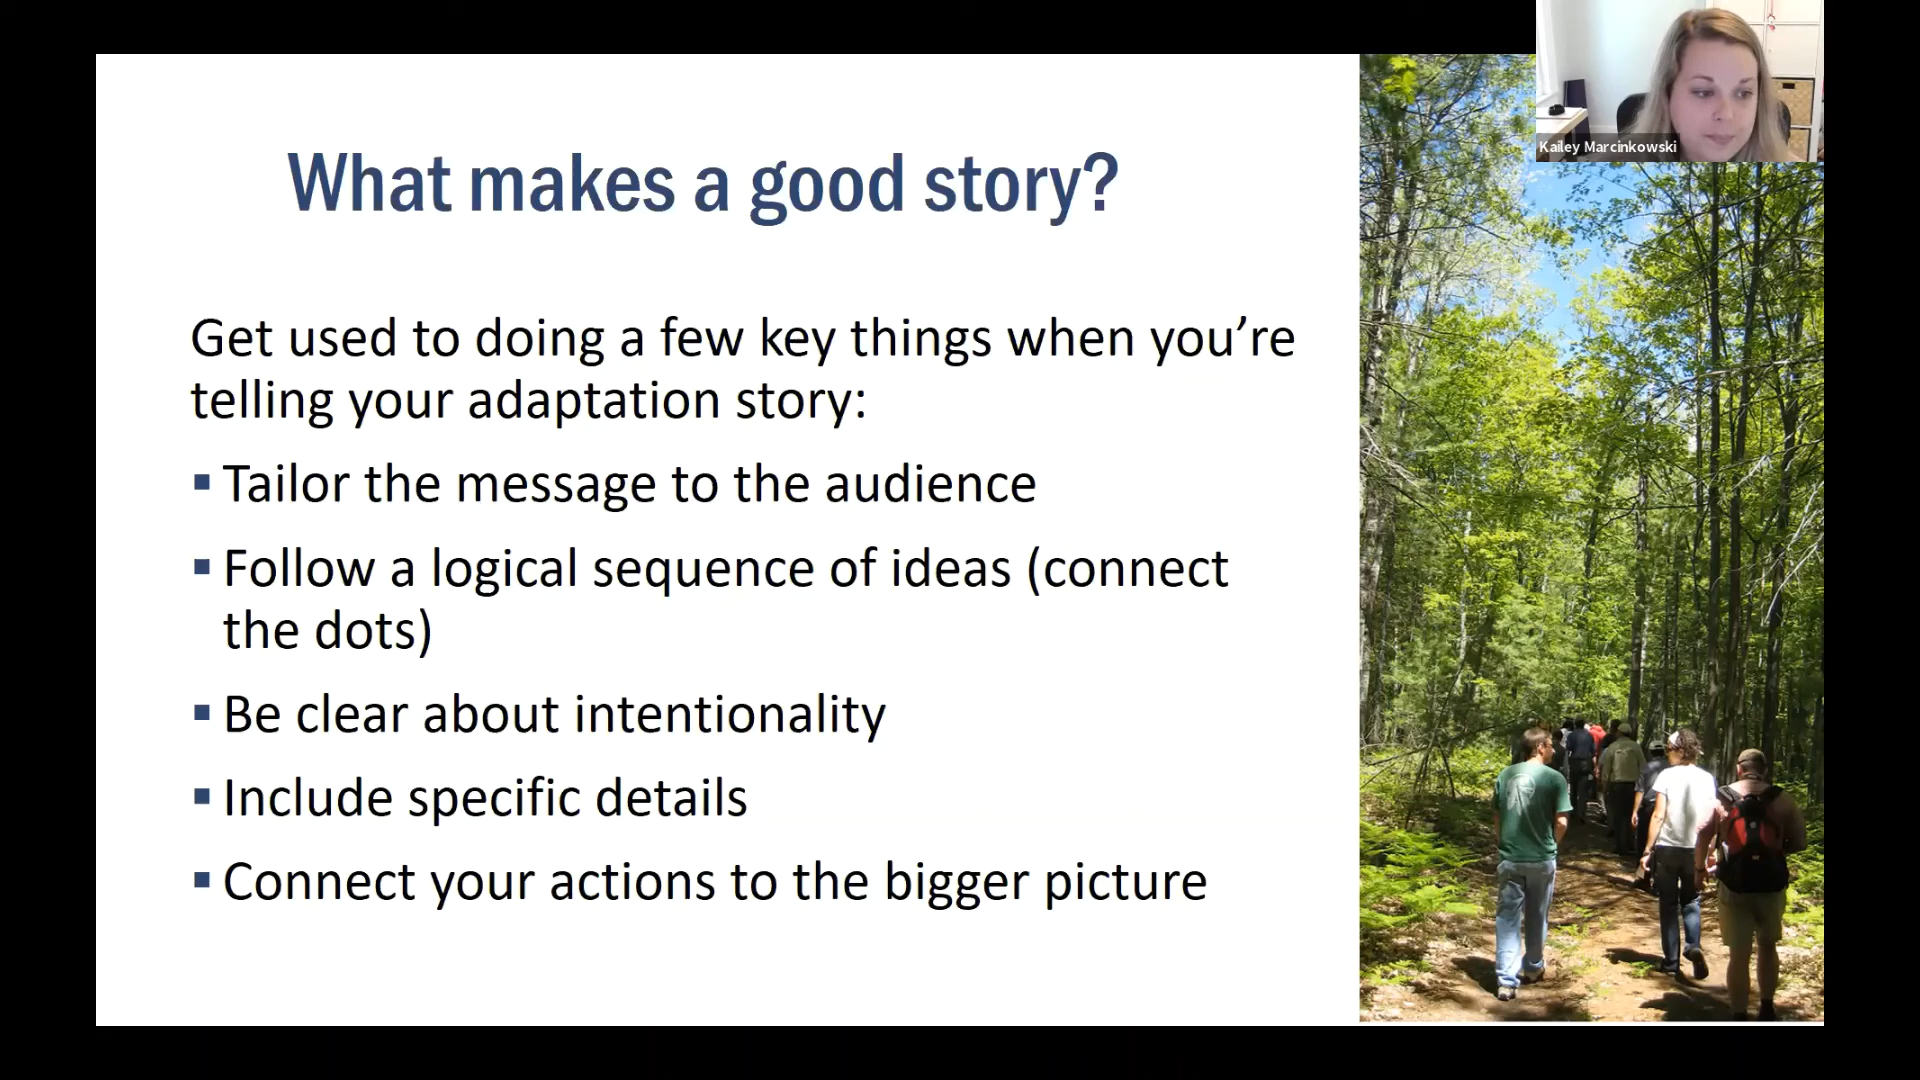 What makes a good story?
Get used to doing a few key things when you’re
telling your adaptation story:
▪ Tailor the message to the audience
▪ Follow a logical sequence of ideas (connect
the dots)
▪ Be clear about intentionality
▪ Include specific details
▪ Connect your actions to the bigger picture
Kailey Marcinkowski